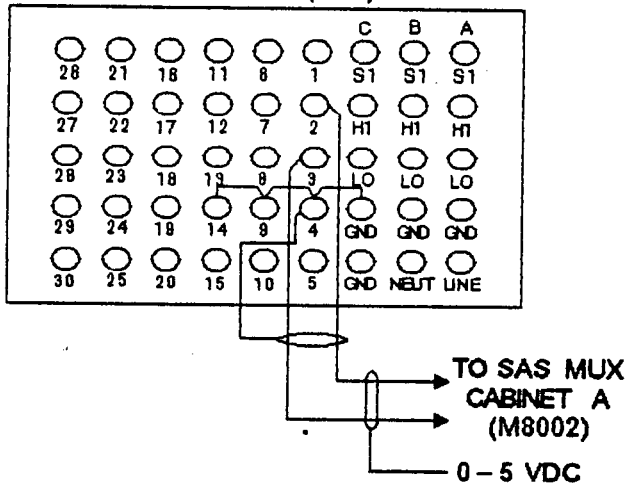 C B A
28 21 16 11 6 1 S1 S1 S1
27 22 17 12 7 2 H1 H1 H1
28 23 18 13 8 3 LO LO LO
29 24 19 14 9 4 GND GND GND
30 25 20 15 10 5 GND NEUT LINE
TO SAS MUX
CABINET A
(M8002)
0 – 5 VDC